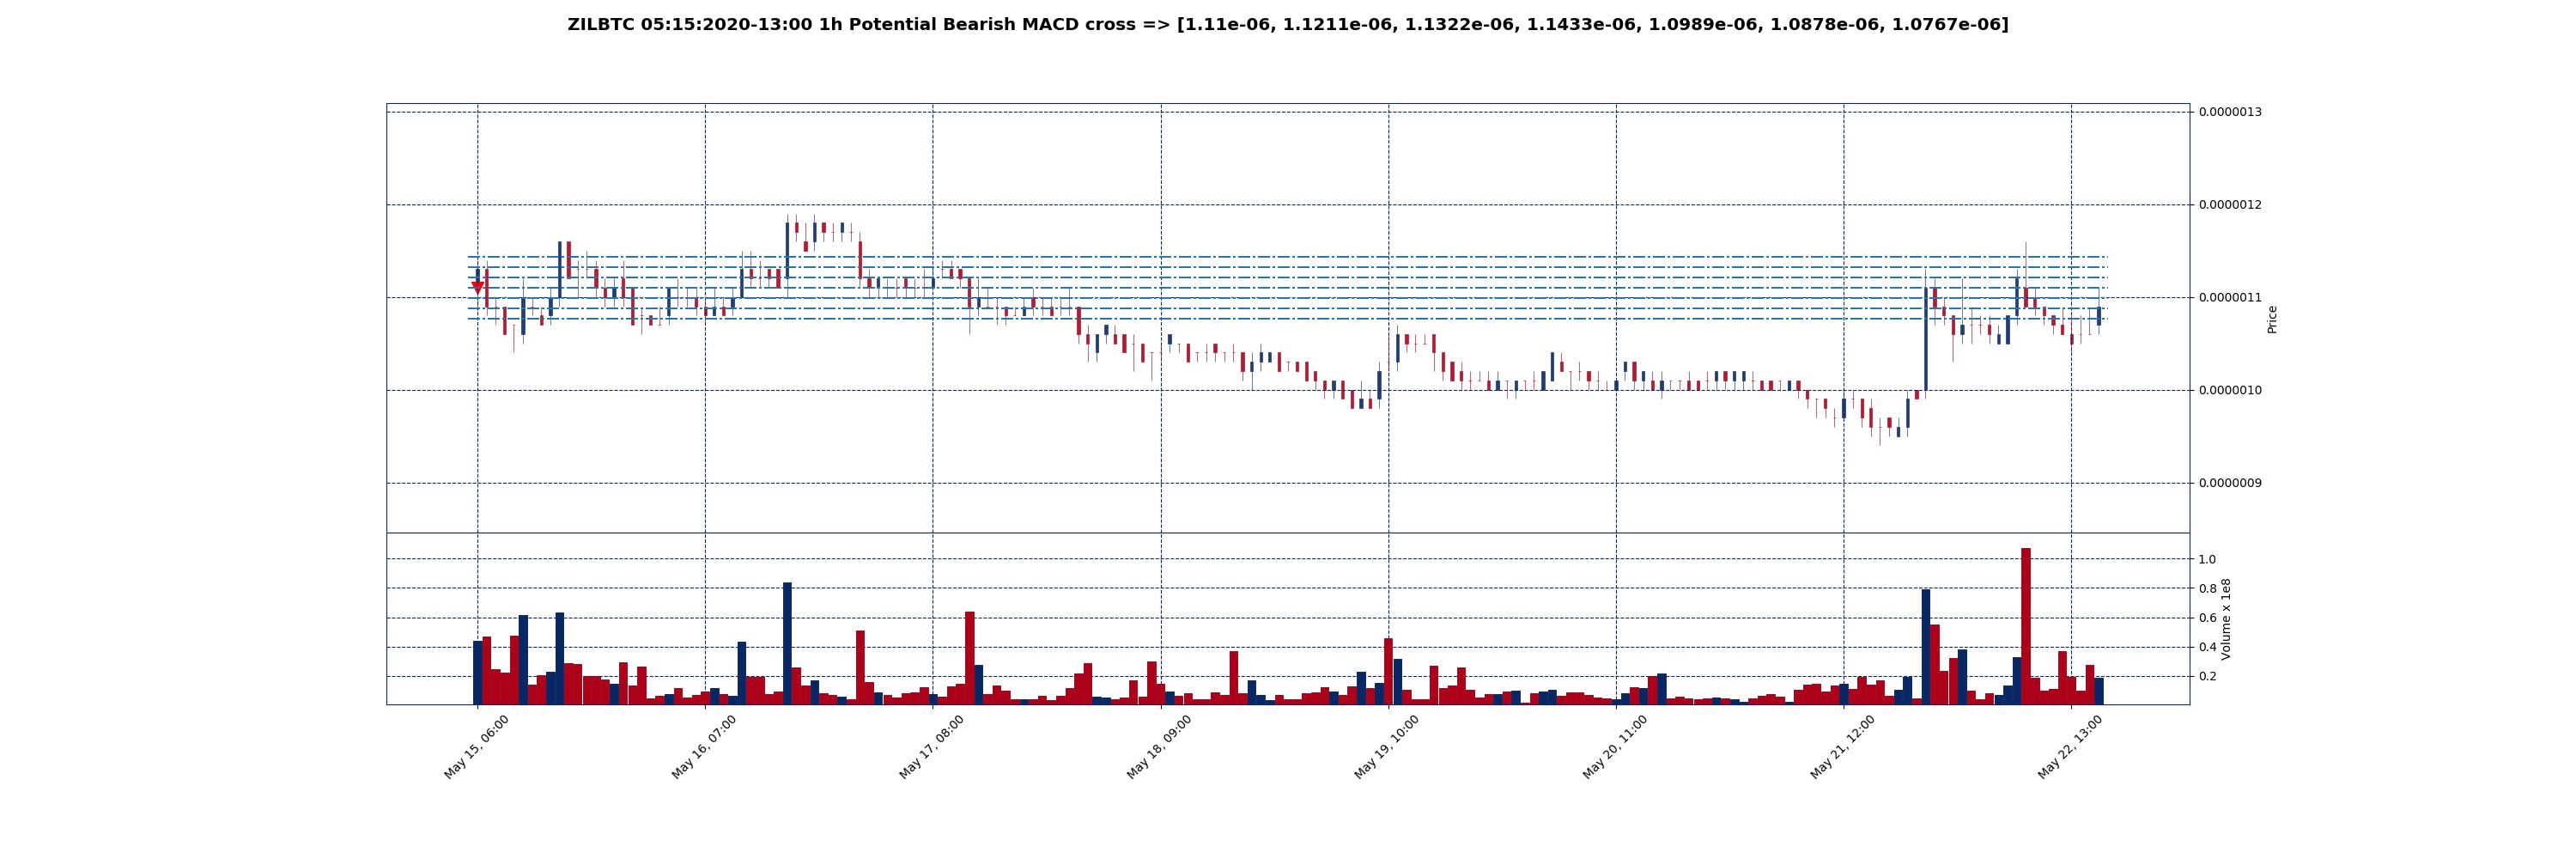 ZILBTC 05:15:2020-13:00 1h Potential Bearish MACD cross => [1.11e-06, 1.1211e-06, 1.1322e-06, 1.1433e-06, 1.0989e-06, 1.0878e-06, 1.0767e-06]
0.0000013
0.0000012
0.0000011
0.0000010
0.0000009
Price
1.0
0.8
0.6
0.4
0.2
Volume x 1e8
May 15, 06:00
May 16, 07:00
May 17, 08:00
May 18, 09:00
May 19, 10:00
May 20, 11:00
May 21, 12:00
May 22, 13:00